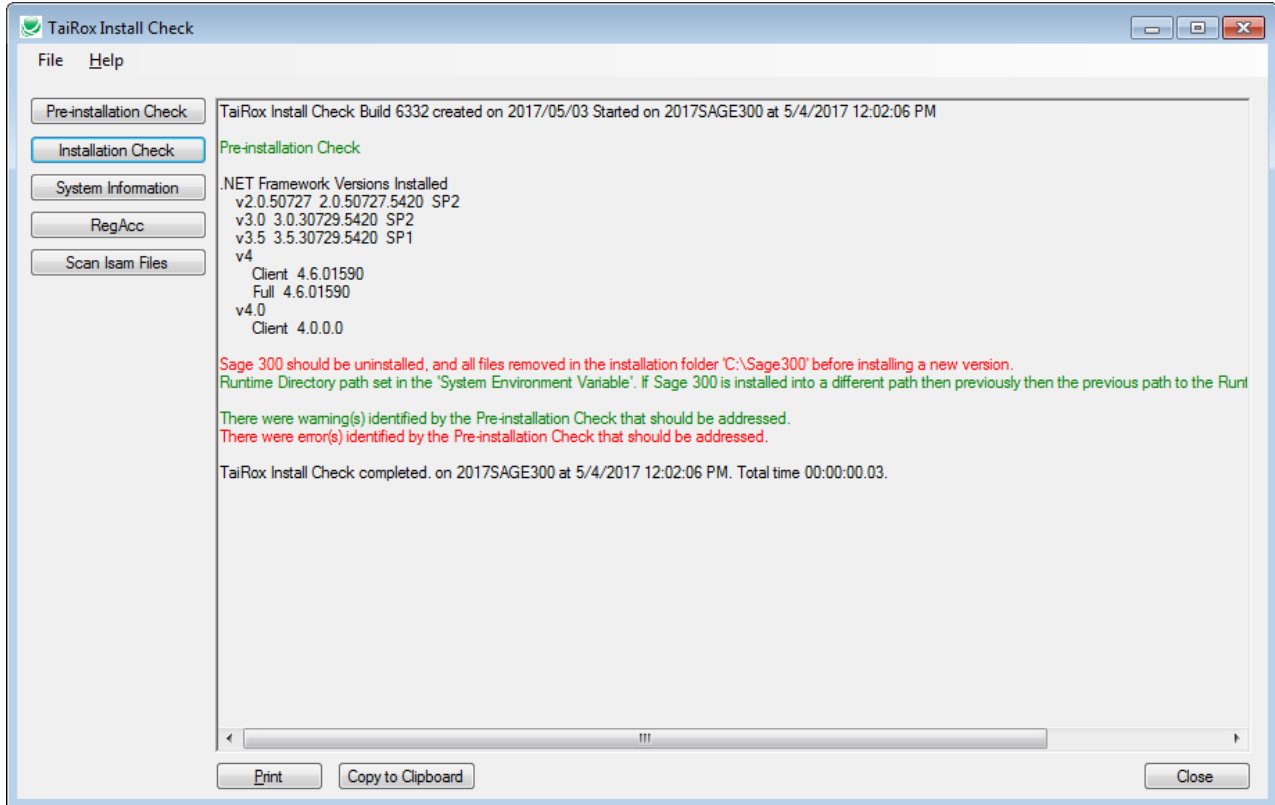 TaiRox Install Check
File Help
Pre-installation Check
Installation Check
System Information
RegAcc
Scan Isam Files
TaiRox Install Check Build 6332 created on 2017/05/03 Started on 2017SAGE300 at 5/4/2017 12:02:06 PM
Pre-installation Check
.NET Framework Versions Installed
v2.0.50727 2.0.50727.5420 SP2
v3.0 3.0.30729.5420 SP2
v3.5 3.5.30729.5420 SP1
v4
Client 4.6.01590
Full 4.6.01590
v4.0
Client 4.0.0.0
Sage 300 should be uninstalled, and all files removed in the installation folder 'C:\Sage300' before installing a new version.
Runtime Directory path set in the 'System Environment Variable'. If Sage 300 is installed into a different path then previously then the previous path to the Runt
There were warning(s) identified by the Pre-installation Check that should be addressed.
There were error(s) identified by the Pre-installation Check that should be addressed.
TaiRox Install Check completed. on 2017SAGE300 at 5/4/2017 12:02:06 PM. Total time 00:00:00.03.
Print Copy to Clipboard Close